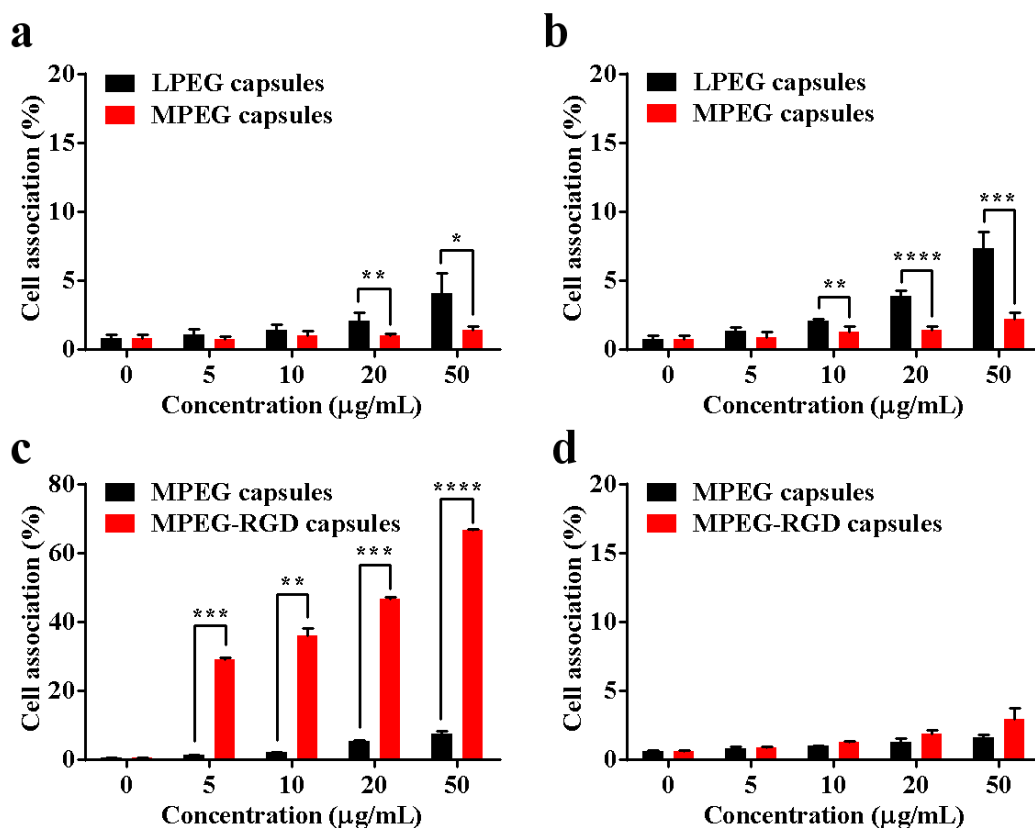 a
20
15
10
5
0
Cell association (%)
LPEG capsules
MPEG capsules
**
*
0 5 10 20 50
Concentration (μg/mL)
b
20
15
10
5
0
Cell association (%)
LPEG capsules
MPEG capsules
**
****
***
0 5 10 20 50
Concentration (μg/mL)
c
80
60
40
20
0
Cell association (%)
MPEG capsules
MPEG-RGD capsules
***
**
***
****
0 5 10 20 50
Concentration (μg/mL)
d
20
15
10
5
0
Cell association (%)
MPEG capsules
MPEG-RGD capsules
0 5 10 20 50
Concentration (μg/mL)